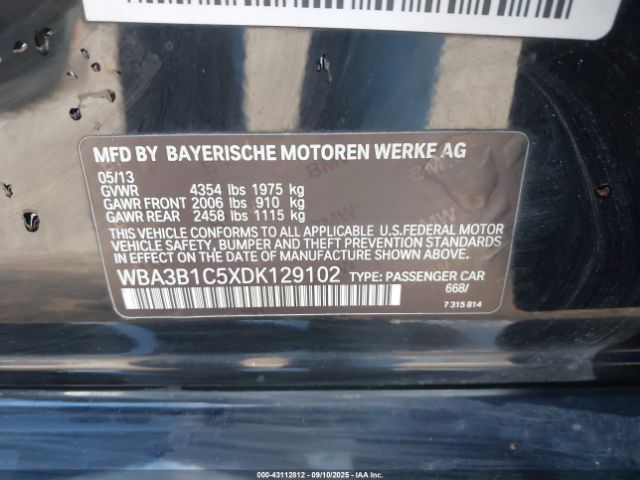 MFD BY BAYERISCHE MOTOREN WERKE AG
05/13
GVWR 4354 lbs 1975 kg
GAWR FRONT 2006 lbs 910 kg
GAWR REAR 2458 lbs 1115 kg
THIS VEHICLE CONFORMS TO ALL APPLICABLE U.S.FEDERAL MOTOR
VEHICLE SAFETY, BUMPER AND THEFT PREVENTION STANDARDS IN
EFFECT ON THE DATE OF MANUFACTURE SHOWN ABOVE.
WBA3B1C5XDK129102 TYPE: PASSENGER CAR
668/
7 315 814
000-43112812 - 09/10/2025 - IAA Inc.